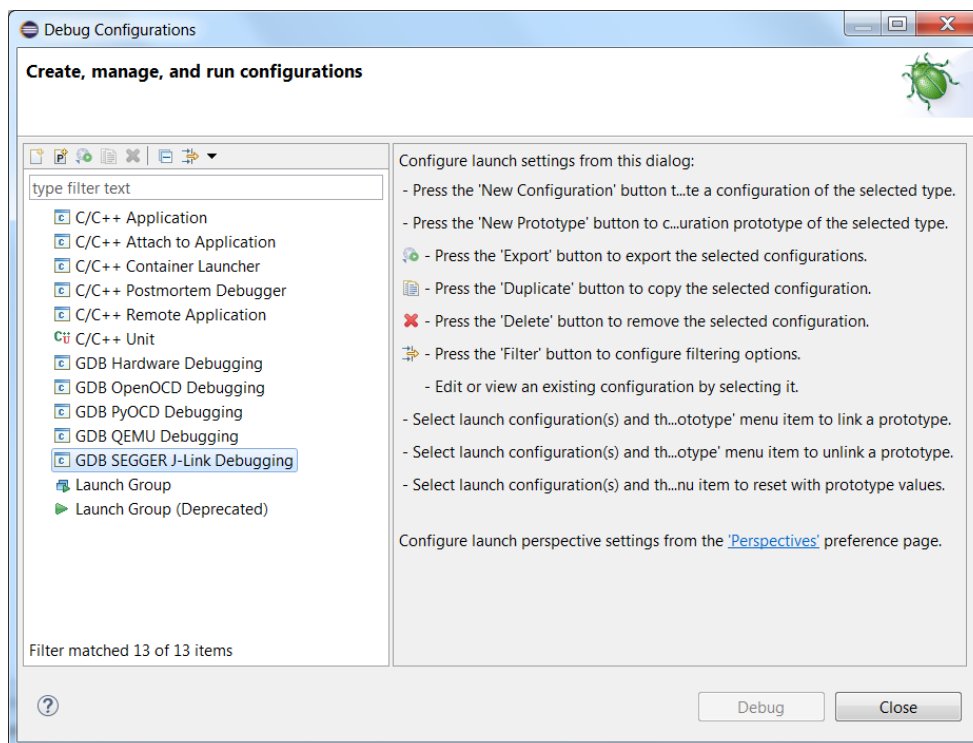 Debug Configurations
Create, manage, and run configurations
type filter text
C/C++ Application
C/C++ Attach to Application
C/C++ Container Launcher
C/C++ Postmortem Debugger
C/C++ Remote Application
C/C++ Unit
GDB Hardware Debugging
GDB OpenOCD Debugging
GDB PyOCD Debugging
GDB QEMU Debugging
GDB SEGGER J-Link Debugging
Launch Group
Launch Group (Deprecated)
Filter matched 13 of 13 items
Configure launch settings from this dialog:
- Press the 'New Configuration' button t...te a configuration of the selected type.
- Press the 'New Prototype' button to c...uration prototype of the selected type.
- Press the 'Export' button to export the selected configurations.
- Press the 'Duplicate' button to copy the selected configuration.
- Press the 'Delete' button to remove the selected configuration.
- Press the 'Filter' button to configure filtering options.
- Edit or view an existing configuration by selecting it.
- Select launch configuration(s) and th...ototype' menu item to link a prototype.
- Select launch configuration(s) and th...otype' menu item to unlink a prototype.
- Select launch configuration(s) and th...nu item to reset with prototype values.
Configure launch perspective settings from the 'Perspectives' preference page.
Debug
Close